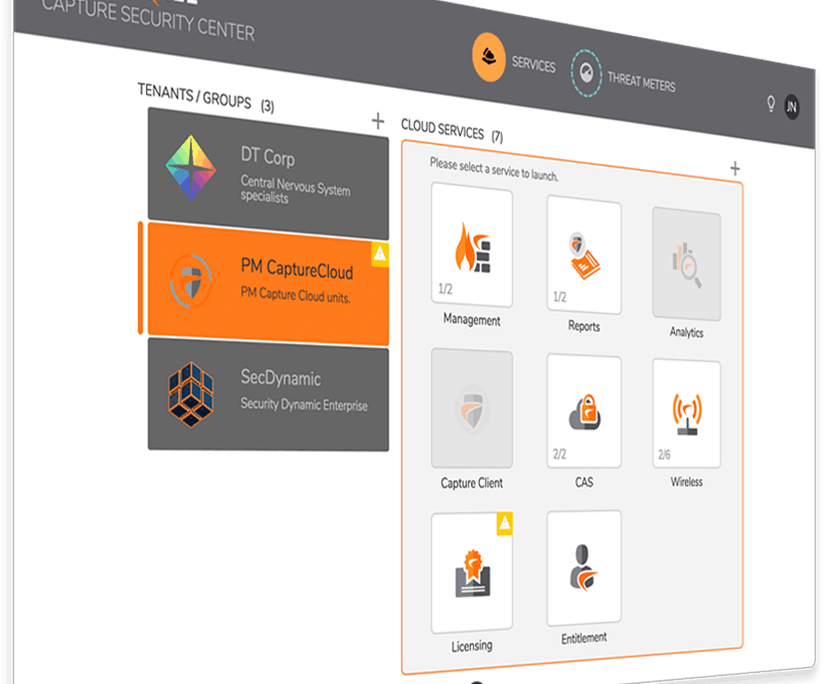 CAPTURE SECURITY CENTER
SERVICES
THREAT METERS
JN
TENANTS / GROUPS (3)
+
DT Corp
Central Nervous System
specialists
PM CaptureCloud
PM Capture Cloud units.
SecDynamic
Security Dynamic Enterprise
CLOUD SERVICES (7)
+
Please select a service to launch.
1/2
Management
1/2
Reports
Analytics
Capture Client
2/2
CAS
2/6
Wireless
Licensing
Entitlement